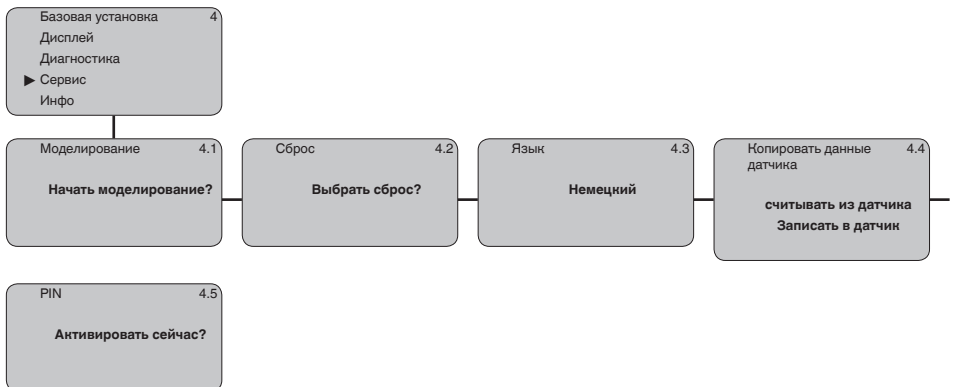 Базовая установка 4
Дисплей
Диагностика
▶ Сервис
Инфо
Моделирование 4.1
Начать моделирование?
Сброс 4.2
Выбрать сброс?
Язык 4.3
Немецкий
Копировать данные 4.4
датчика
считывать из датчика
Записать в датчик
PIN 4.5
Активировать сейчас?